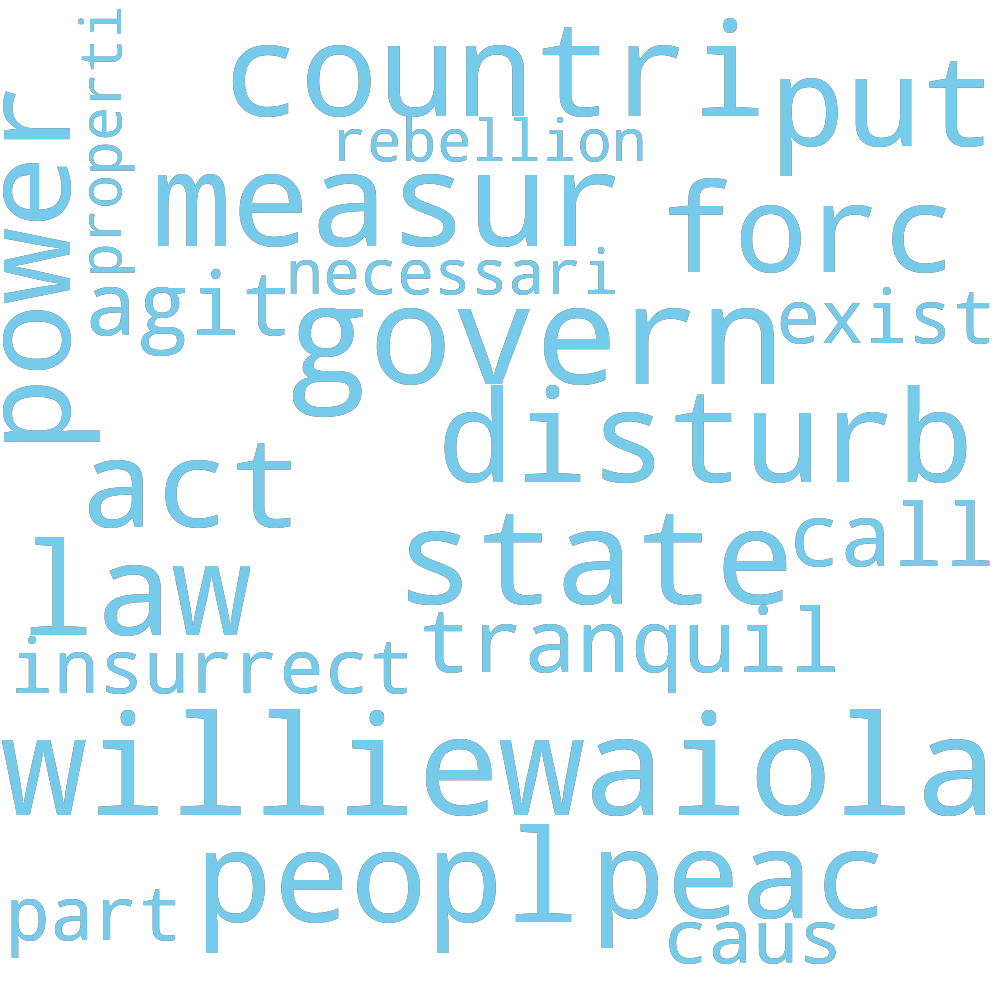 countri
put
properti
power
rebellion
measur
forc
necessari
agit
govern
exist
disturb
act
state
call
law
tranquil
insurrect
williewaiola
peopl
peac
part
caus